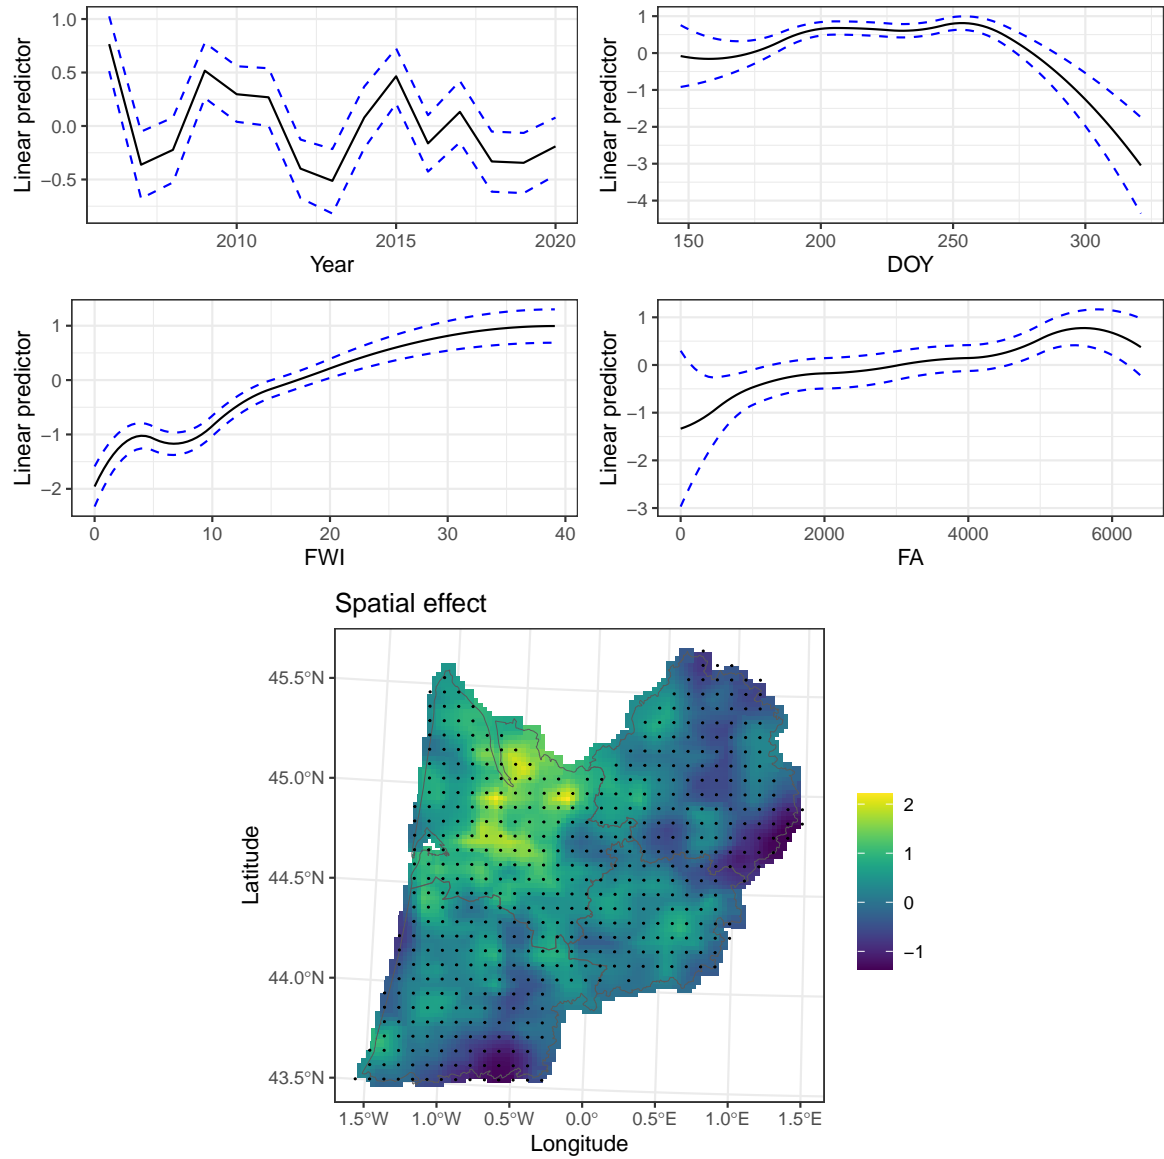 Linear predictor
1.0
0.5
0.0
−0.5
2010
2015
2020
Year
Linear predictor
1
0
−1
−2
−3
−4
150
200
250
300
DOY
Linear predictor
1
0
−1
−2
0
10
20
30
40
FWI
Linear predictor
1
0
−1
−2
−3
0
2000
4000
6000
FA
Spatial effect
Latitude
45.5°N
45.0°N
44.5°N
44.0°N
43.5°N
1.5°W
1.0°W
0.5°W
0.0°
0.5°E
1.0°E
1.5°E
Longitude
2
1
0
−1